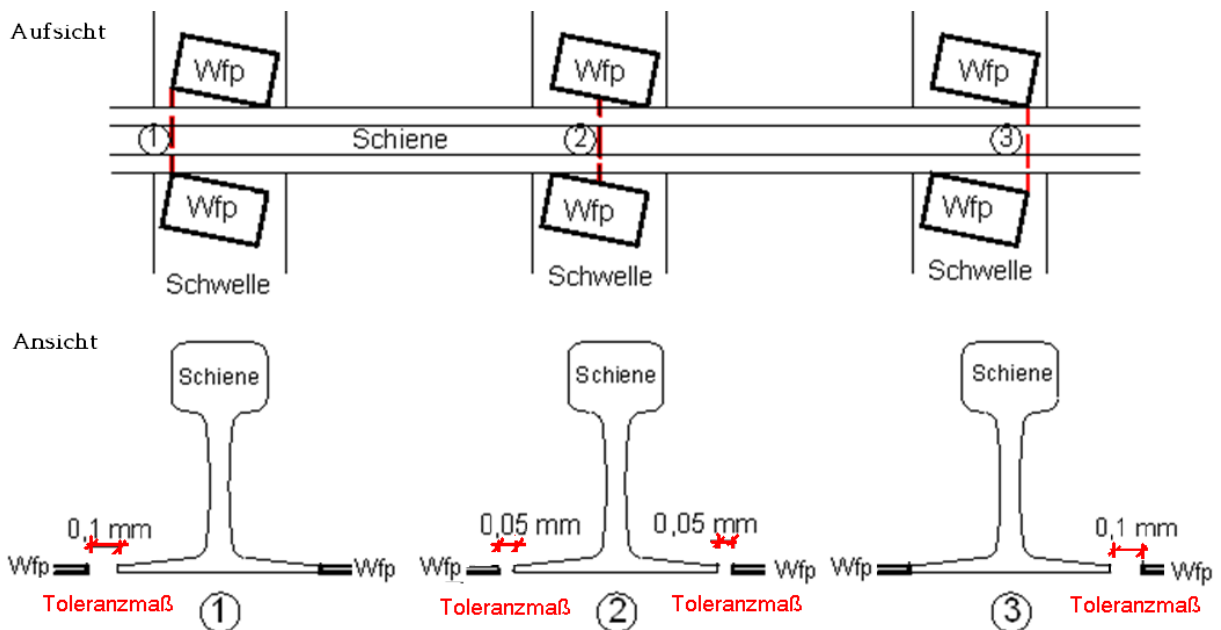 Aufsicht
Wfp
Wfp
Wfp
1
Schiene
2
3
Wfp
Wfp
Wfp
Schwelle
Schwelle
Schwelle
Ansicht
Schiene
Schiene
Schiene
0,1 mm
0,05 mm
0,05 mm
0,1 mm
Wfp
Wfp
Wfp
Wfp
Wfp
Wfp
Toleranzmaß
1
Toleranzmaß
2
Toleranzmaß
3
Toleranzmaß